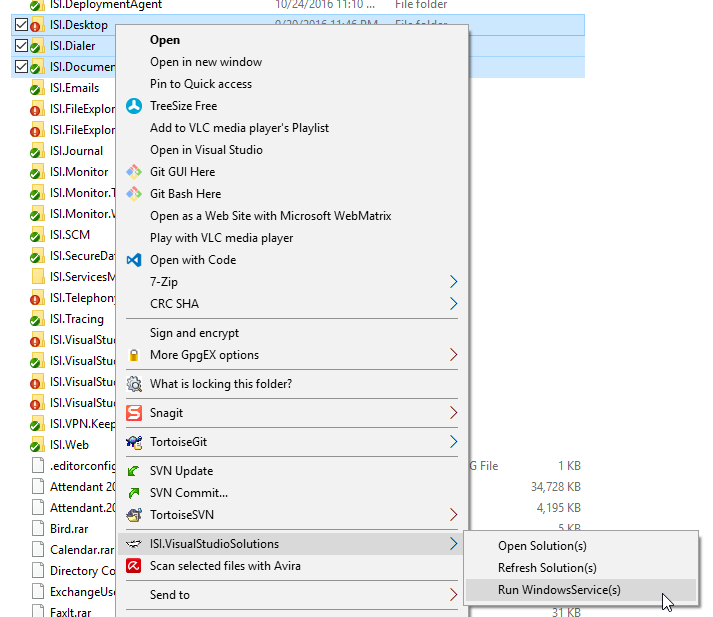 ISI.DeploymentAgent 10/24/2016 11:10 ... File folder
ISI.Desktop 9/20/2016 11:46 PM File folder
ISI.Dialer
ISI.Documen
ISI.Emails
ISI.FileExplor
ISI.FileExplor
ISI.Journal
ISI.Monitor
ISI.Monitor.T
ISI.Monitor.W
ISI.SCM
ISI.SecureDa
ISI.ServicesM
ISI.Telephony
ISI.Tracing
ISI.VisualStud
ISI.VisualStud
ISI.VisualStud
ISI.VisualStud
ISI.VPN.Keep
ISI.Web
.editorconfig G File 1 KB
Attendant 20 34,728 KB
Attendant.20 4,195 KB
Bird.rar 5 KB
Calendar.rar
Directory Co
ExchangeUs
FaxIt.rar 31 KB
Open
Open in new window
Pin to Quick access
TreeSize Free
Add to VLC media player's Playlist
Open in Visual Studio
Git GUI Here
Git Bash Here
Open as a Web Site with Microsoft WebMatrix
Play with VLC media player
Open with Code
7-Zip
CRC SHA
Sign and encrypt
More GpgEX options
What is locking this folder?
Snagit
TortoiseGit
SVN Update
SVN Commit...
TortoiseSVN
ISI.VisualStudioSolutions
Scan selected files with Avira
Send to
Open Solution(s)
Refresh Solution(s)
Run WindowsService(s)